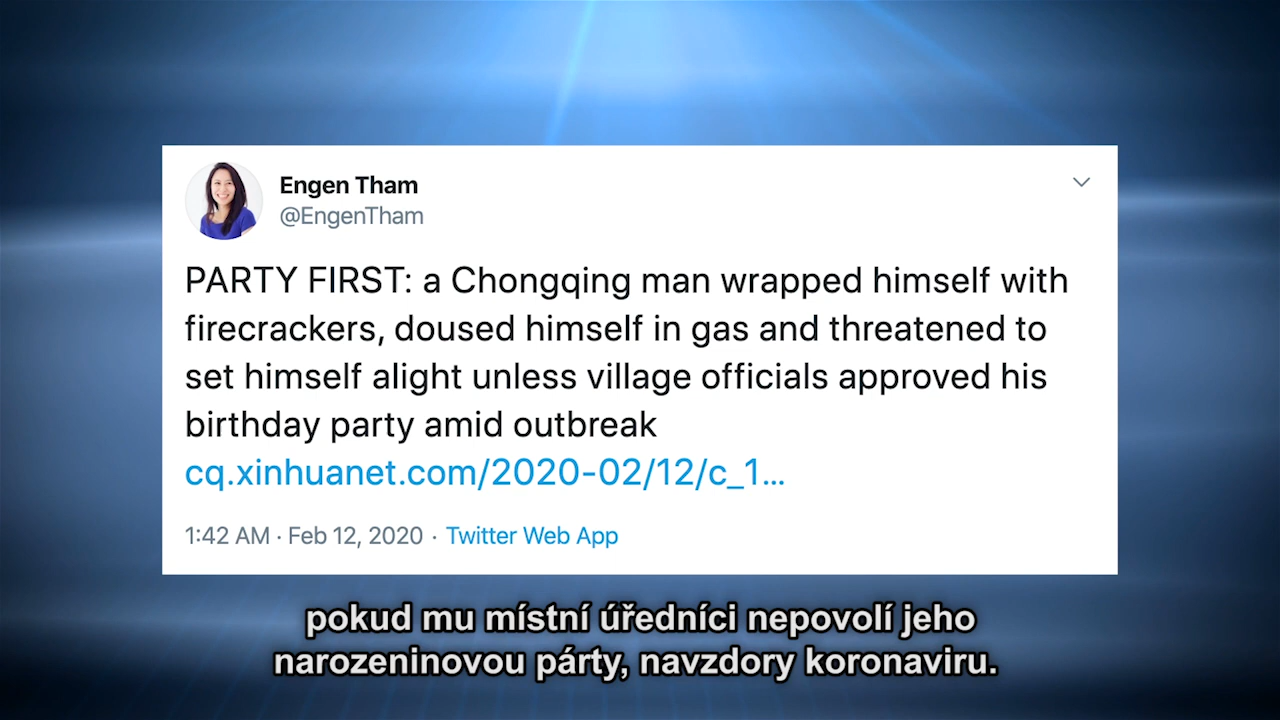 Engen Tham
@EngenTham
PARTY FIRST: a Chongqing man wrapped himself with
firecrackers, doused himself in gas and threatened to
set himself alight unless village officials approved his
birthday party amid outbreak
cq.xinhuanet.com/2020-02/12/c_1...
1:42 AM · Feb 12, 2020 · Twitter Web App
pokud mu místní úředníci nepovolí jeho
narozeninovou párty, navzdory koronaviru.